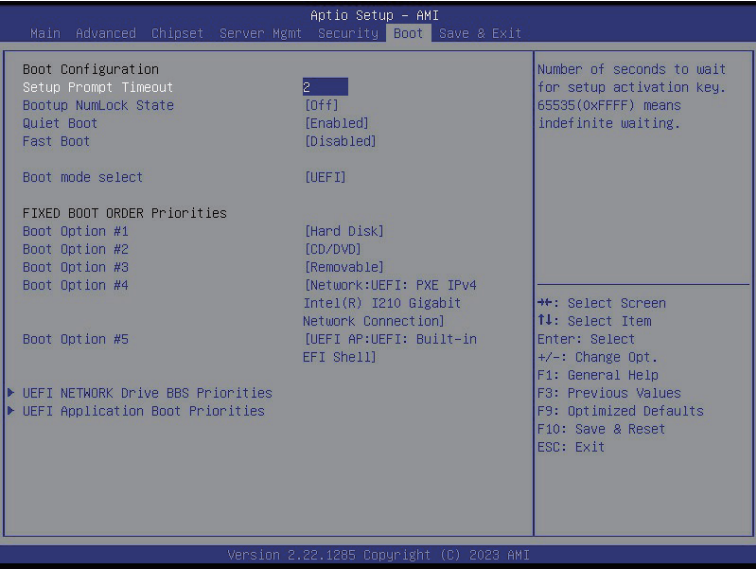 Aptio Setup – AMI
Main Advanced Chipset Server Mgmt Security Boot Save & Exit
Boot Configuration
Setup Prompt Timeout 2
Bootup NumLock State [Off]
Quiet Boot [Enabled]
Fast Boot [Disabled]
Boot mode select [UEFI]
FIXED BOOT ORDER Priorities
Boot Option #1 [Hard Disk]
Boot Option #2 [CD/DVD]
Boot Option #3 [Removable]
Boot Option #4 [Network:UEFI: PXE IPv4
Intel(R) I210 Gigabit
Network Connection]
Boot Option #5 [UEFI AP:UEFI: Built-in
EFI Shell]
UEFI NETWORK Drive BBS Priorities
UEFI Application Boot Priorities
Number of seconds to wait
for setup activation key.
65535(0xFFFF) means
indefinite waiting.
→←: Select Screen
↑↓: Select Item
Enter: Select
+/-: Change Opt.
F1: General Help
F3: Previous Values
F9: Optimized Defaults
F10: Save & Reset
ESC: Exit
Version 2.22.1285 Copyright (C) 2023 AMI